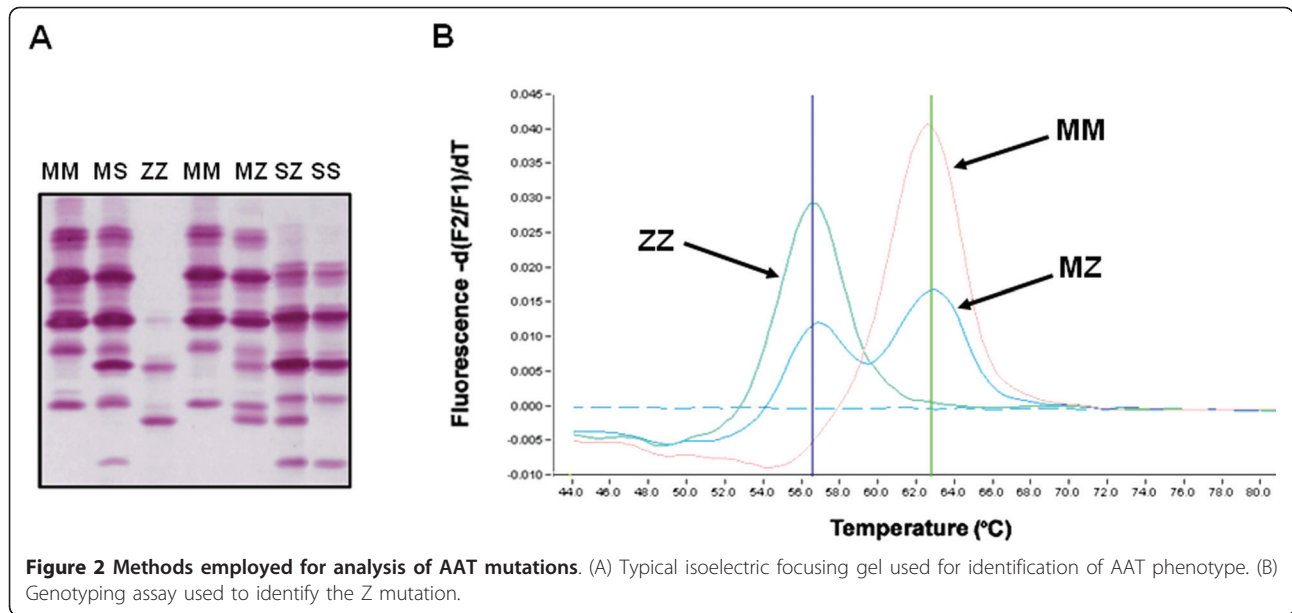 A
B
MM MS ZZ MM MZ SZ SS
Fluorescence -d(F2/F1)/dT
0.045
0.040
0.035
0.030
0.025
0.020
0.015
0.010
0.005
0.000
-0.005
-0.010
MM
ZZ
MZ
44.0 46.0 48.0 50.0 52.0 54.0 56.0 58.0 60.0 62.0 64.0 66.0 68.0 70.0 72.0 74.0 76.0 78.0 80.0
Temperature (°C)
Figure 2 Methods employed for analysis of AAT mutations. (A) Typical isoelectric focusing gel used for identification of AAT phenotype. (B)
Genotyping assay used to identify the Z mutation.